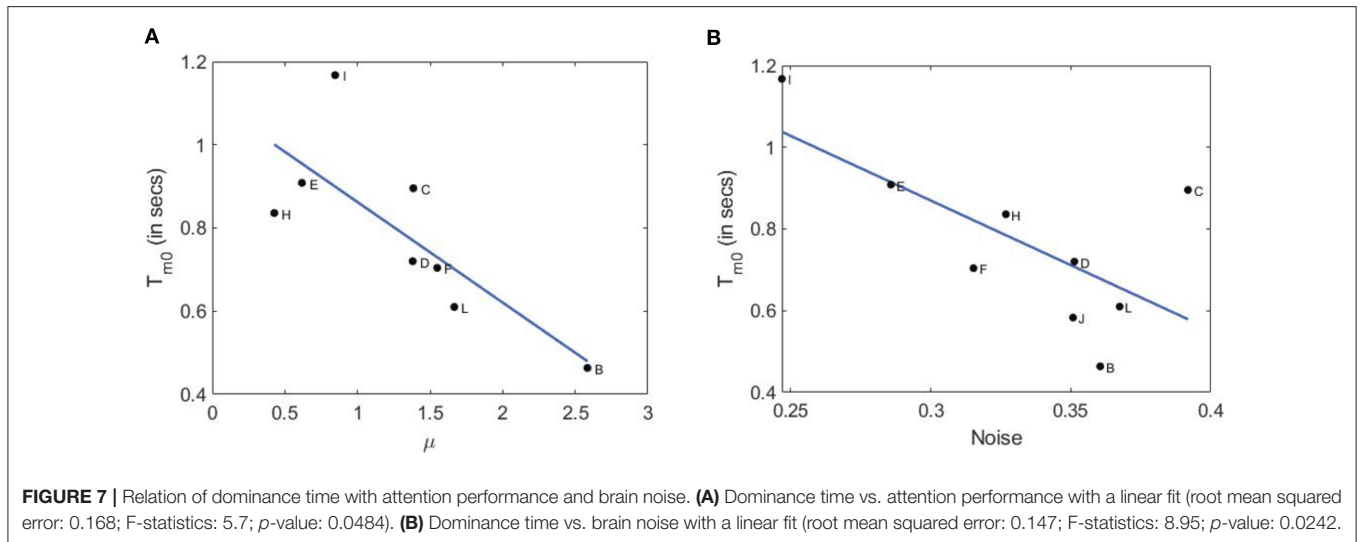 A
B
1.2
1
0.8
0.6
0.4
T_m0 (in secs)
I
E
H
C
D
F
L
B
0
0.5
1
1.5
2
2.5
3
μ
1.2
1
0.8
0.6
0.4
T_m0 (in secs)
I
E
H
F
C
D
L
J
B
0.25
0.3
0.35
0.4
Noise
FIGURE 7 | Relation of dominance time with attention performance and brain noise. (A) Dominance time vs. attention performance with a linear fit (root mean squared
error: 0.168; F-statistics: 5.7; p-value: 0.0484). (B) Dominance time vs. brain noise with a linear fit (root mean squared error: 0.147; F-statistics: 8.95; p-value: 0.0242.